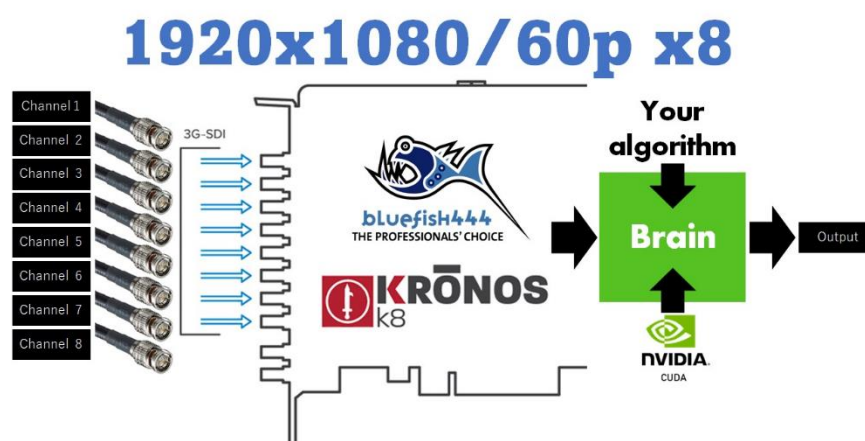 1920x1080/60p x8
Channel 1
Channel 2
Channel 3
Channel 4
Channel 5
Channel 6
Channel 7
Channel 8
3G-SDI
bluefish444
THE PROFESSIONALS' CHOICE
KRŌNOS
k8
Your
algorithm
Brain
NVIDIA.
CUDA
Output